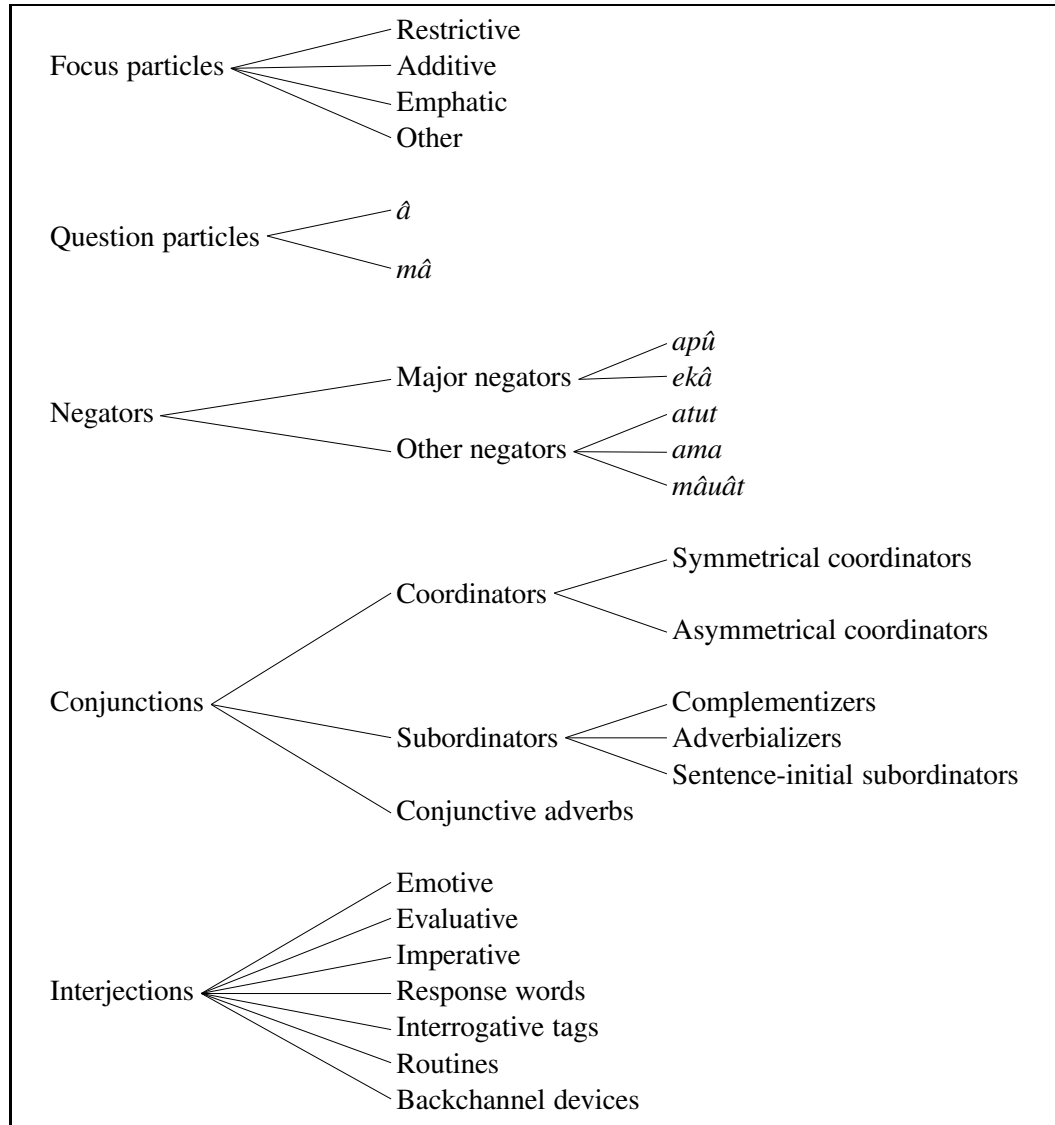 Restrictive
Focus particles
Additive
Emphatic
Other
â
Question particles
mâ
apû
Major negators
ekâ
Negators
atut
Other negators
ama
mâuât
Symmetrical coordinators
Coordinators
Asymmetrical coordinators
Conjunctions
Complementizers
Subordinators
Adverbializers
Sentence-initial subordinators
Conjunctive adverbs
Emotive
Evaluative
Imperative
Interjections
Response words
Interrogative tags
Routines
Backchannel devices